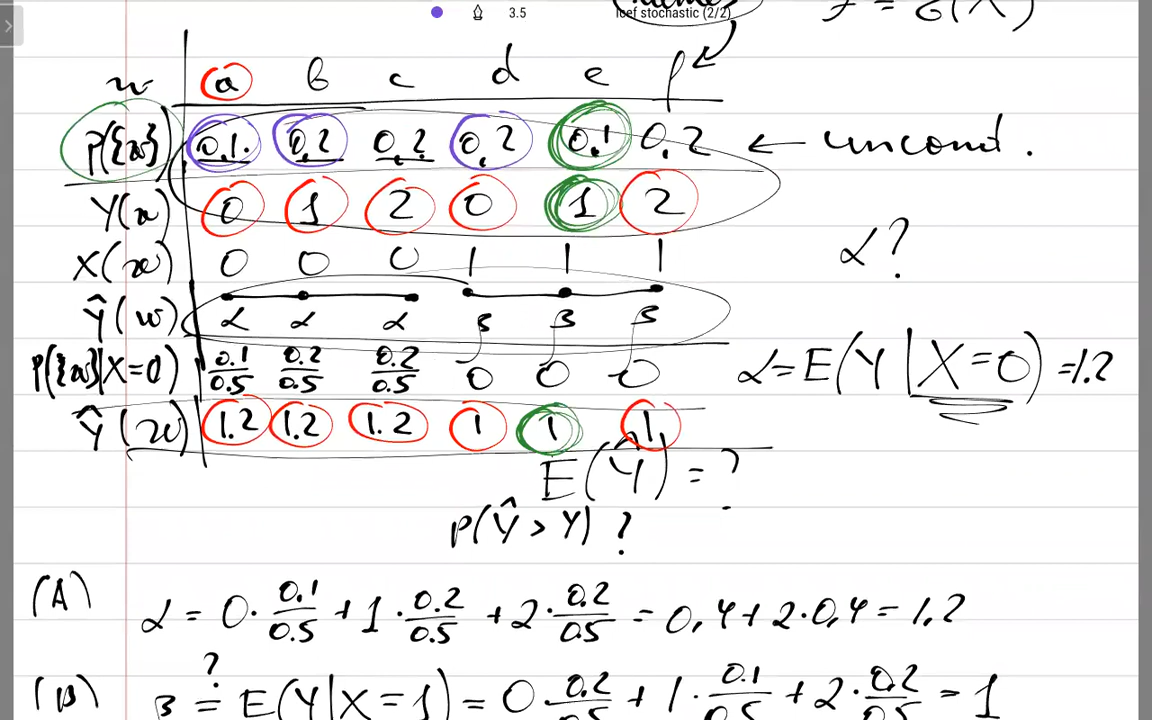 3.5 icef stochastic (2/2)
w a b c d e f
P({w}) 0.1. 0.2 0.2 0,2 0,1 0.2 ← uncond.
Y(w) 0 1 2 0 1 2
X(w) 0 0 0 1 1 1
α?
Ŷ(w) α α α β β β
P({w}|X=0) 0.1/0.5 0.2/0.5 0.2/0.5 0 0 0
α=E(Y|X=0)=1.2
Ŷ(w) 1.2 1.2 1.2 1 1 1
E(Ŷ)=?
P(Ŷ>Y)?
(A) α = 0·0.1/0.5 + 1·0.2/0.5 + 2·0.2/0.5 = 0,4+2·0,4=1,2
(B) β ?= E(Y|X=1) = 0·0.2/0.5 + 1·0.1/0.5 + 2·0.2/0.5 = 1